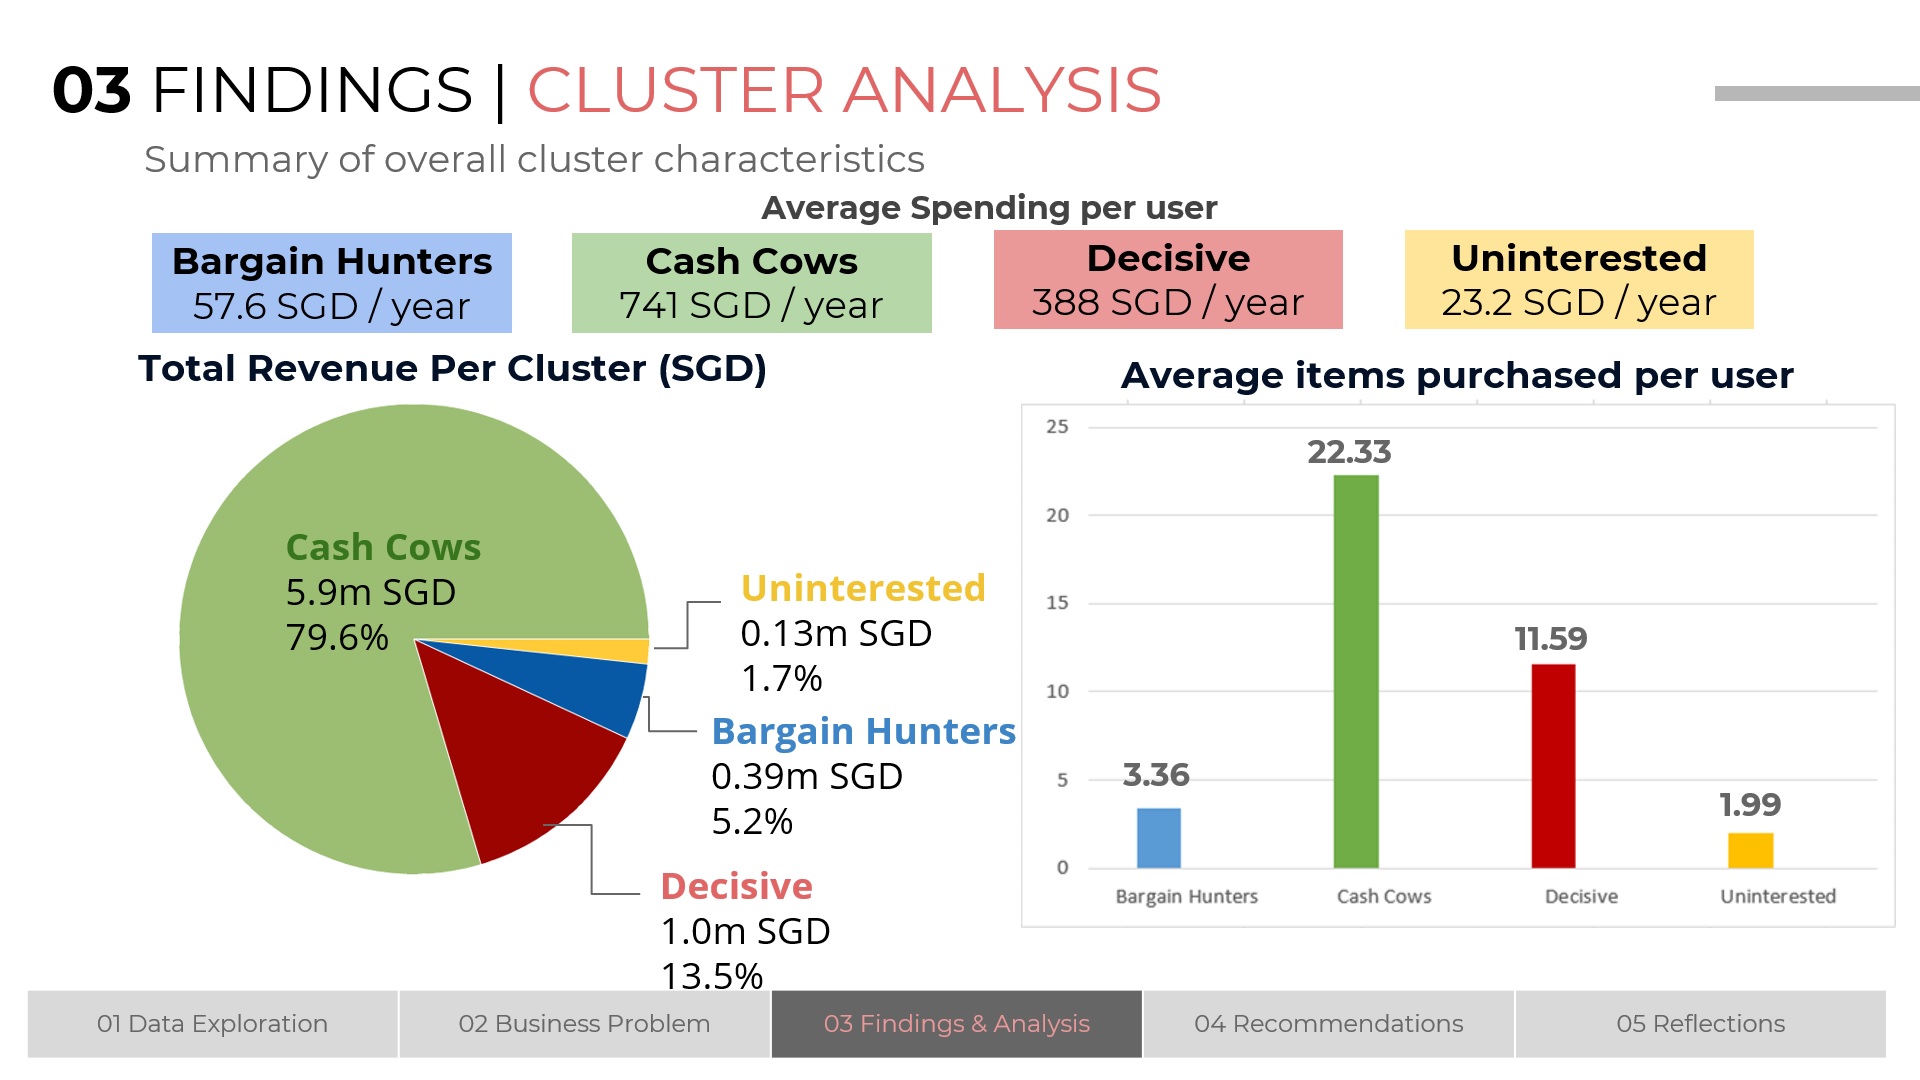 03 FINDINGS | CLUSTER ANALYSIS
Summary of overall cluster characteristics
Average Spending per user
Bargain Hunters
57.6 SGD / year
Cash Cows
741 SGD / year
Decisive
388 SGD / year
Uninterested
23.2 SGD / year
Total Revenue Per Cluster (SGD)
Cash Cows
5.9m SGD
79.6%
Uninterested
0.13m SGD
1.7%
Bargain Hunters
0.39m SGD
5.2%
Decisive
1.0m SGD
13.5%
Average items purchased per user
25
20
15
10
5
0
3.36
22.33
11.59
1.99
Bargain Hunters
Cash Cows
Decisive
Uninterested
01 Data Exploration
02 Business Problem
03 Findings & Analysis
04 Recommendations
05 Reflections